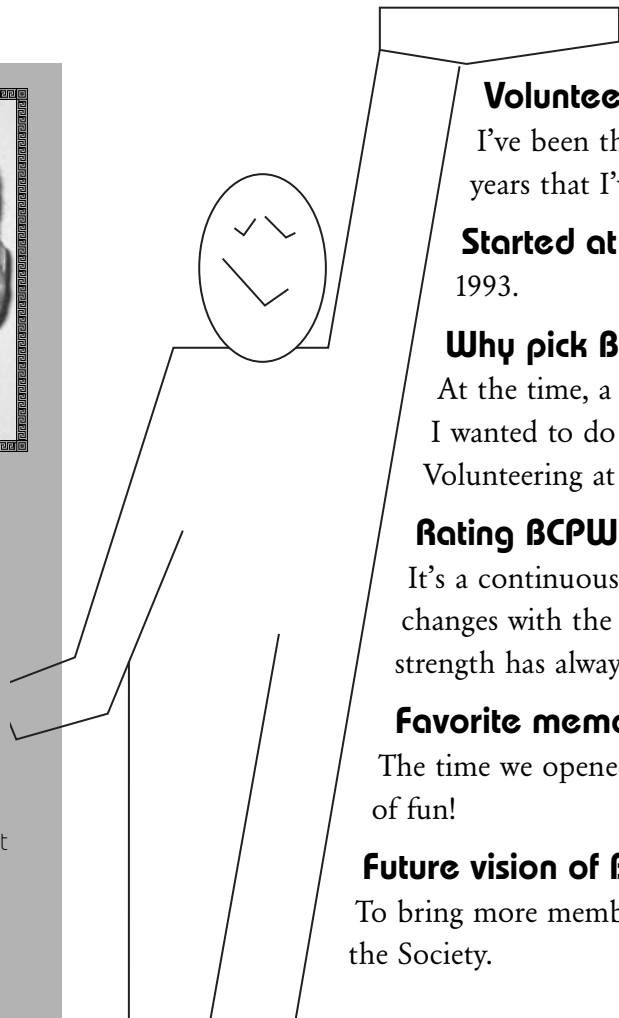 Voluntee
I've been th
years that I'v
Started at
1993.
Why pick B
At the time, a
I wanted to do
Volunteering at
Rating BCPW
It's a continuous
changes with the
strength has alway
Favorite memo
The time we opene
of fun!
t
Future vision of B
To bring more memb
the Society.